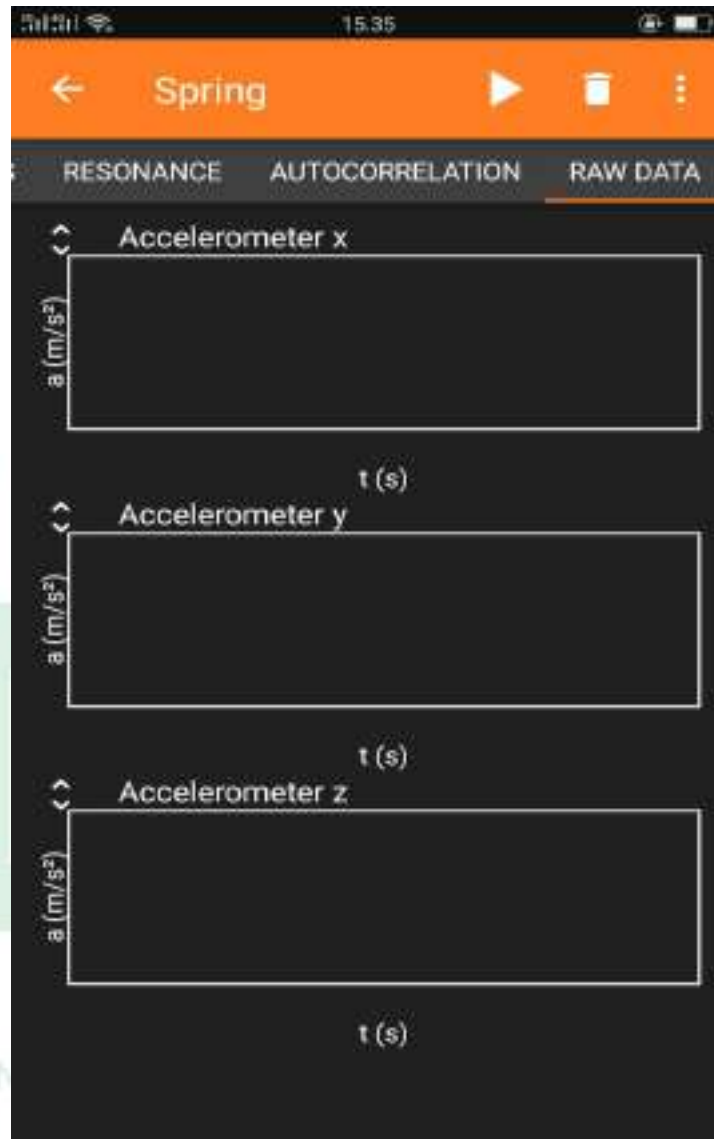 15.35
Spring
RESONANCE AUTOCORRELATION RAW DATA
Accelerometer x
a (m/s²)
t (s)
Accelerometer y
a (m/s²)
t (s)
Accelerometer z
a (m/s²)
t (s)